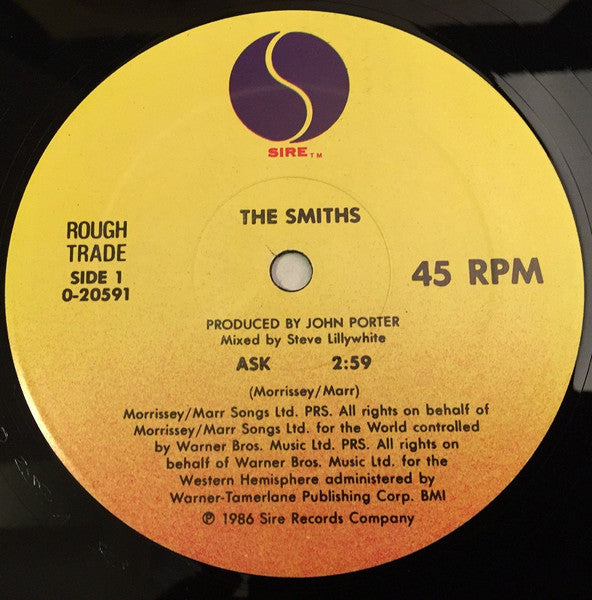 SIRE™
THE SMITHS
ROUGH
TRADE
SIDE 1
0-20591
45 RPM
PRODUCED BY JOHN PORTER
Mixed by Steve Lillywhite
ASK 2:59
(Morrissey/Marr)
Morrissey/Marr Songs Ltd. PRS. All rights on behalf of
Morrissey/Marr Songs Ltd. for the World controlled
by Warner Bros. Music Ltd. PRS. All rights on
behalf of Warner Bros. Music Ltd. for the
Western Hemisphere administered by
Warner-Tamerlane Publishing Corp. BMI
℗ 1986 Sire Records Company